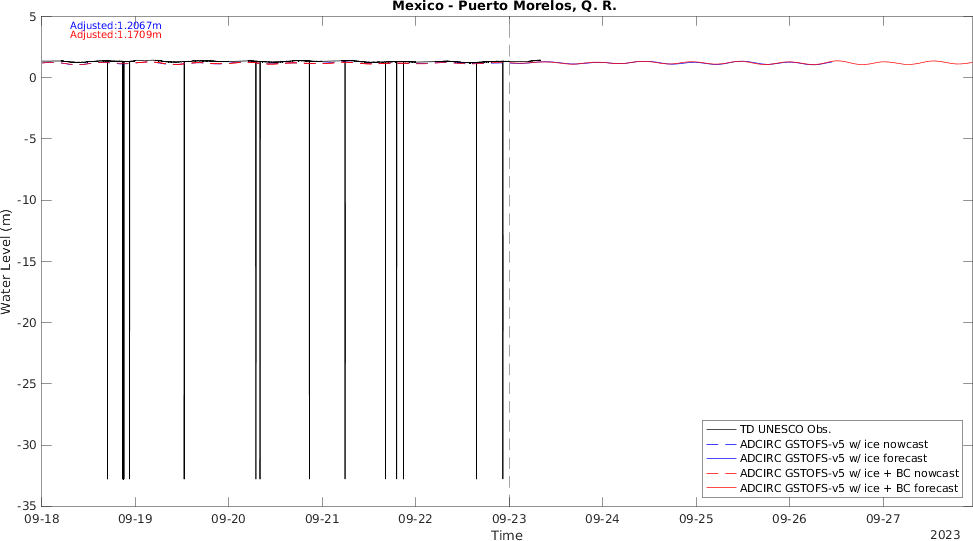 Mexico - Puerto Morelos, Q. R.
Adjusted:1.2067m
Adjusted:1.1709m
5
0
-5
-10
-15
-20
-25
-30
-35
Water Level (m)
TD UNESCO Obs.
ADCIRC GSTOFS-v5 w/ ice nowcast
ADCIRC GSTOFS-v5 w/ ice forecast
ADCIRC GSTOFS-v5 w/ ice + BC nowcast
ADCIRC GSTOFS-v5 w/ ice + BC forecast
09-18 09-19 09-20 09-21 09-22 09-23 09-24 09-25 09-26 09-27
Time
2023